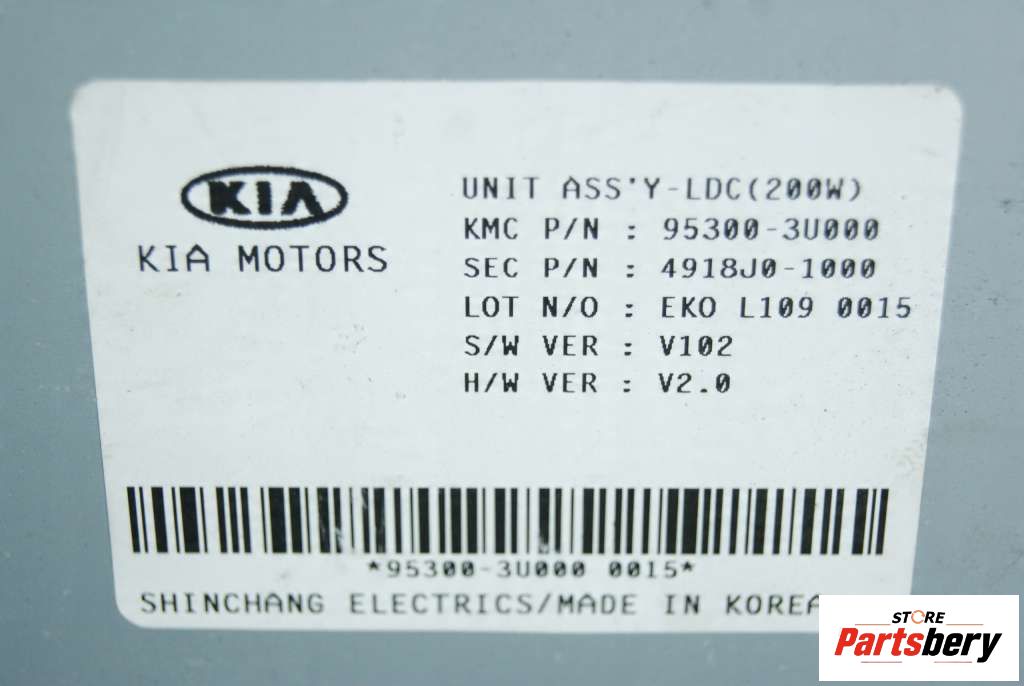 KIA
KIA MOTORS
UNIT ASS'Y-LDC(200W)
KMC P/N : 95300-3U000
SEC P/N : 4918J0-1000
LOT N/O : EKO L109 0015
S/W VER : V102
H/W VER : V2.0
*95300-3U000 0015*
SHINCHANG ELECTRICS/MADE IN KOREA
STORE
Partsbery